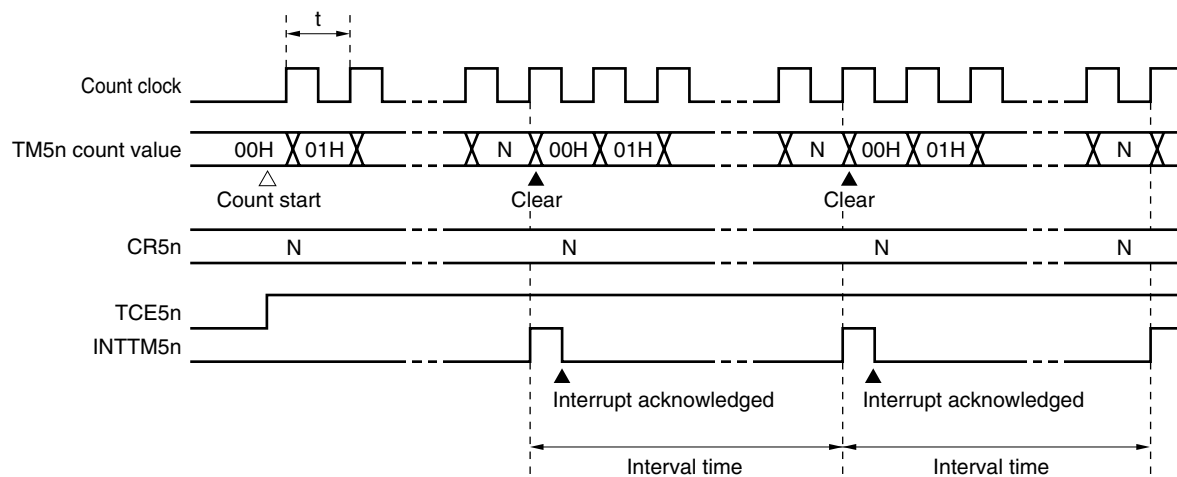 t
Count clock
TM5n count value 00H 01H N 00H 01H N 00H 01H N
Count start Clear Clear
CR5n N N N N
TCE5n
INTTM5n
Interrupt acknowledged Interrupt acknowledged
Interval time Interval time